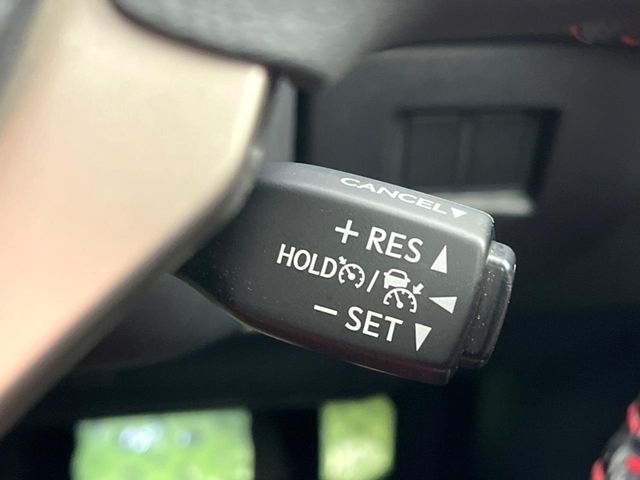 CANCEL▼
+ RES ▲
HOLD / ◀
− SET ▼